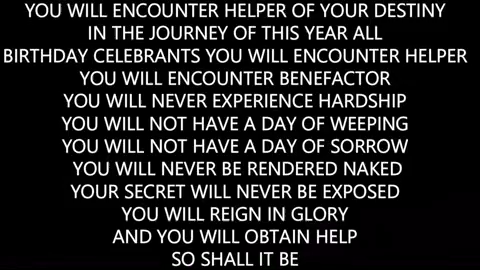 YOU WILL ENCOUNTER HELPER OF YOUR DESTINY
IN THE JOURNEY OF THIS YEAR ALL
BIRTHDAY CELEBRANTS YOU WILL ENCOUNTER HELPER
YOU WILL ENCOUNTER BENEFACTOR
YOU WILL NEVER EXPERIENCE HARDSHIP
YOU WILL NOT HAVE A DAY OF WEEPING
YOU WILL NOT HAVE A DAY OF SORROW
YOU WILL NEVER BE RENDERED NAKED
YOUR SECRET WILL NEVER BE EXPOSED
YOU WILL REIGN IN GLORY
AND YOU WILL OBTAIN HELP
SO SHALL IT BE